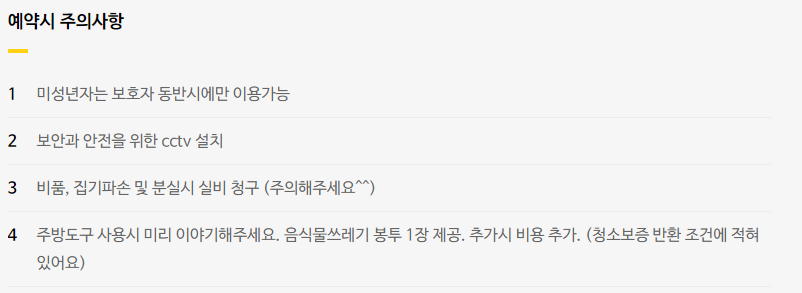 예약시 주의사항
1 미성년자는 보호자 동반시에만 이용가능
2 보안과 안전을 위한 cctv 설치
3 비품, 집기파손 및 분실시 실비 청구 (주의해주세요^^)
4 주방도구 사용시 미리 이야기해주세요. 음식물쓰레기 봉투 1장 제공. 추가시 비용 추가. (청소보증 반환 조건에 적혀
있어요)